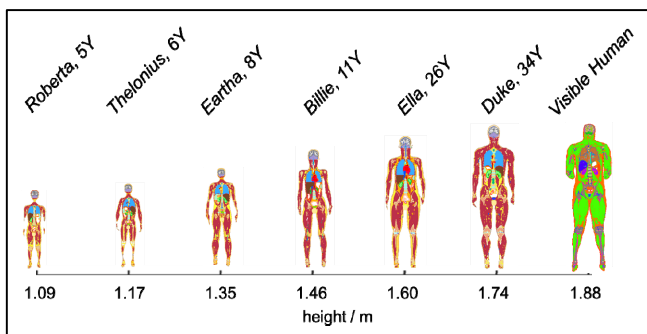 Roberta, 5Y
Thelonius, 6Y
Eartha, 8Y
Billie, 11Y
Ella, 26Y
Duke, 34Y
Visible Human
1.09 1.17 1.35 1.46 1.60 1.74 1.88
height / m